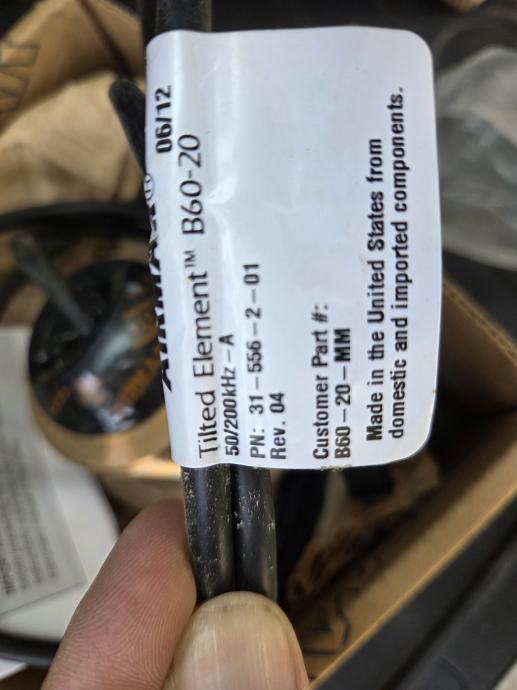 AIRMAR® 06/12
Tilted Element™ B60-20
50/200kHz-A
PN: 31-556-2-01
Rev. 04
Customer Part #:
B60-20-MM
Made in the United States from
domestic and imported components.